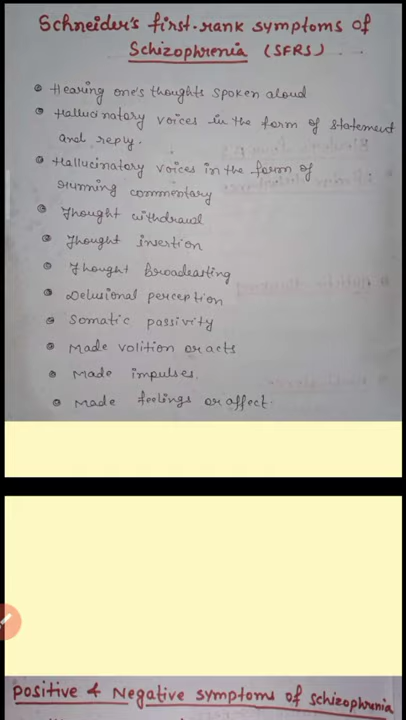 Schneider's first-rank symptoms of
Schizophrenia (SFRS)
Hearing one's thoughts spoken aloud
Hallucinatory voices in the form of statement
and reply.
Hallucinatory voices in the form of
running commentary
Thought withdrawl
Thought insertion
Thought Broadcasting
Delusional perception
Somatic passivity
Made volition or acts
Made impulses.
Made feelings or affect.
Positive & Negative symptoms of schizophrenia